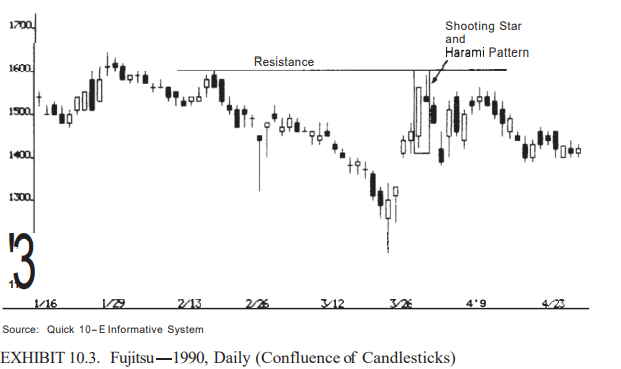 1700
Shooting Star
and
Harami Pattern
Resistance
1600
1500
1400
1300
3
1/16 1/29 2/13 2/26 3/12 3/26 4'9 4/23
Source: Quick 10-E Informative System
EXHIBIT 10.3. Fujitsu—1990, Daily (Confluence of Candlesticks)